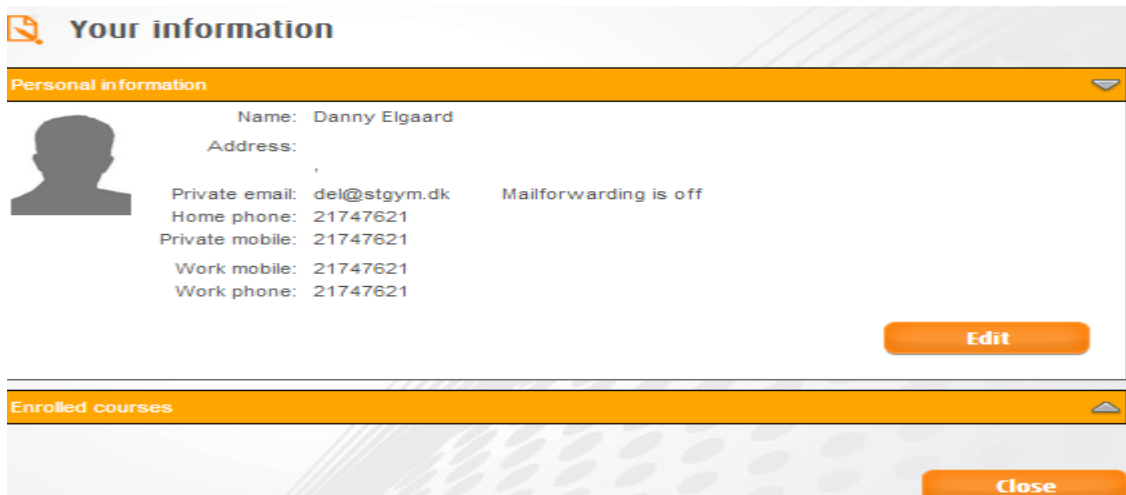 Your information
Personal information
Name: Danny Elgaard
Address:
,
Private email: del@stgym.dk Mailforwarding is off
Home phone: 21747621
Private mobile: 21747621
Work mobile: 21747621
Work phone: 21747621
Edit
Enrolled courses
Close